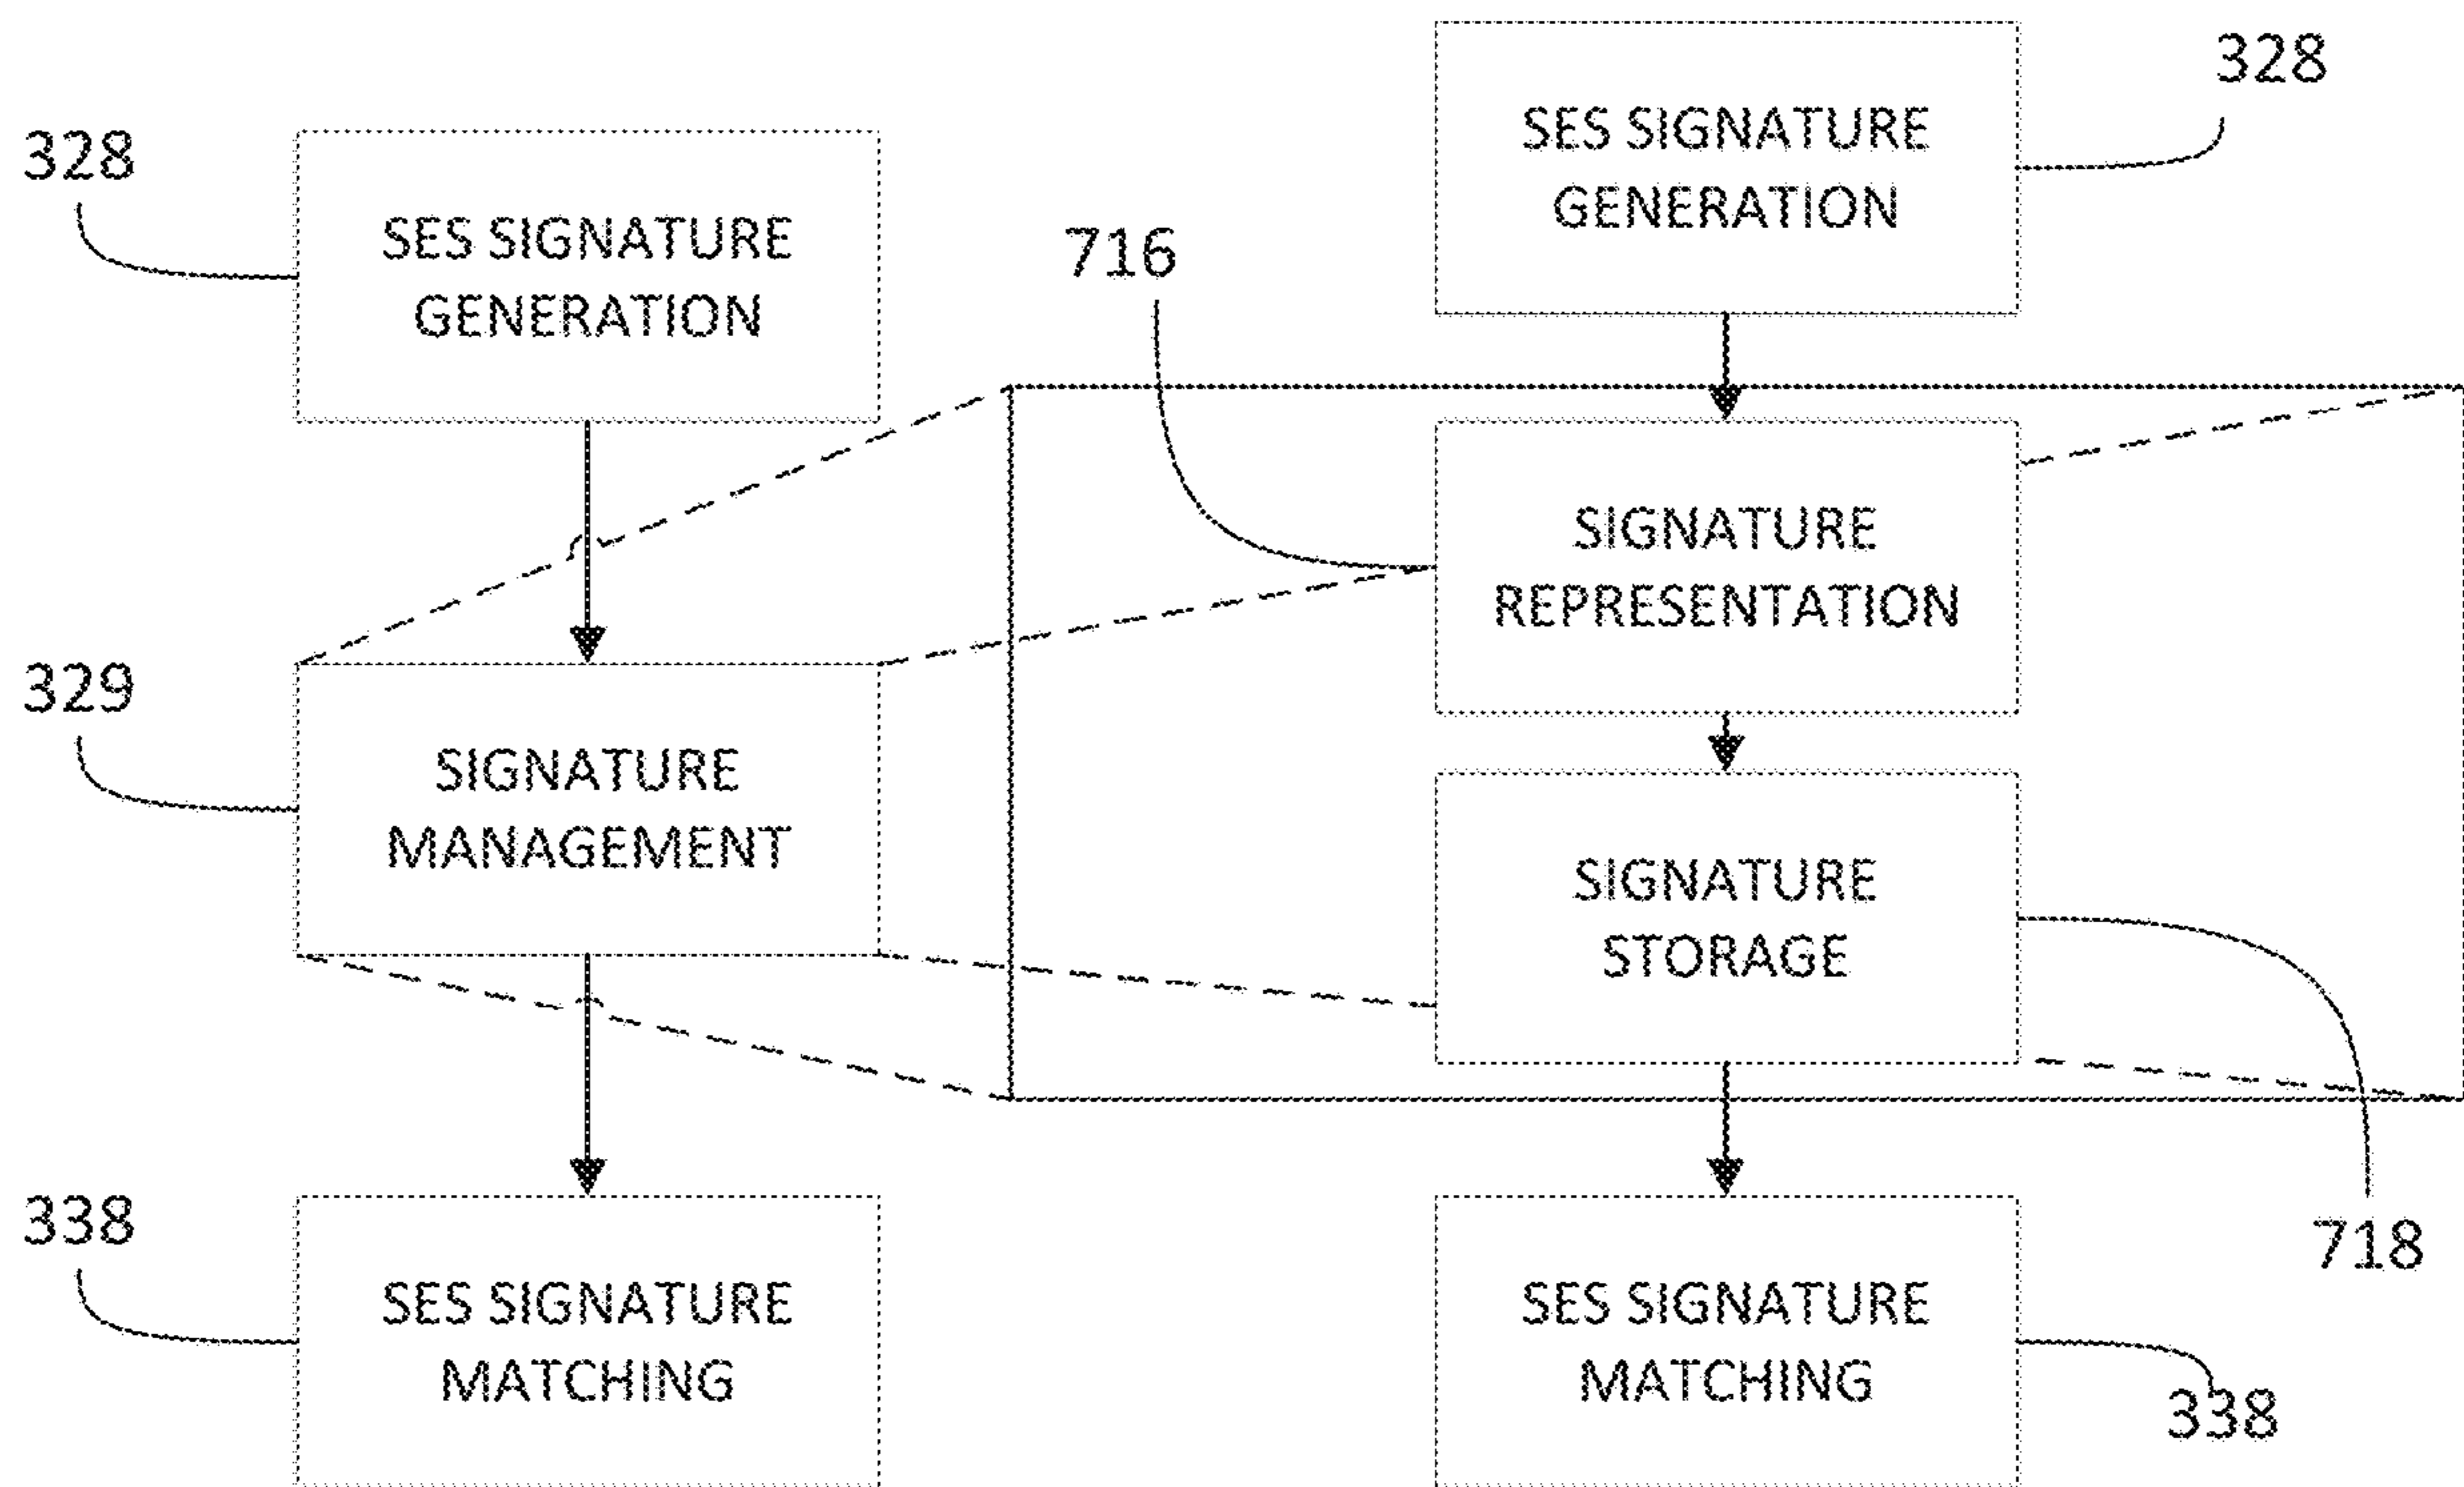 328
SES SIGNATURE
GENERATION
329
SIGNATURE
MANAGEMENT
338
SES SIGNATURE
MATCHING
328
SES SIGNATURE
GENERATION
716
SIGNATURE
REPRESENTATION
SIGNATURE
STORAGE
718
SES SIGNATURE
MATCHING
338